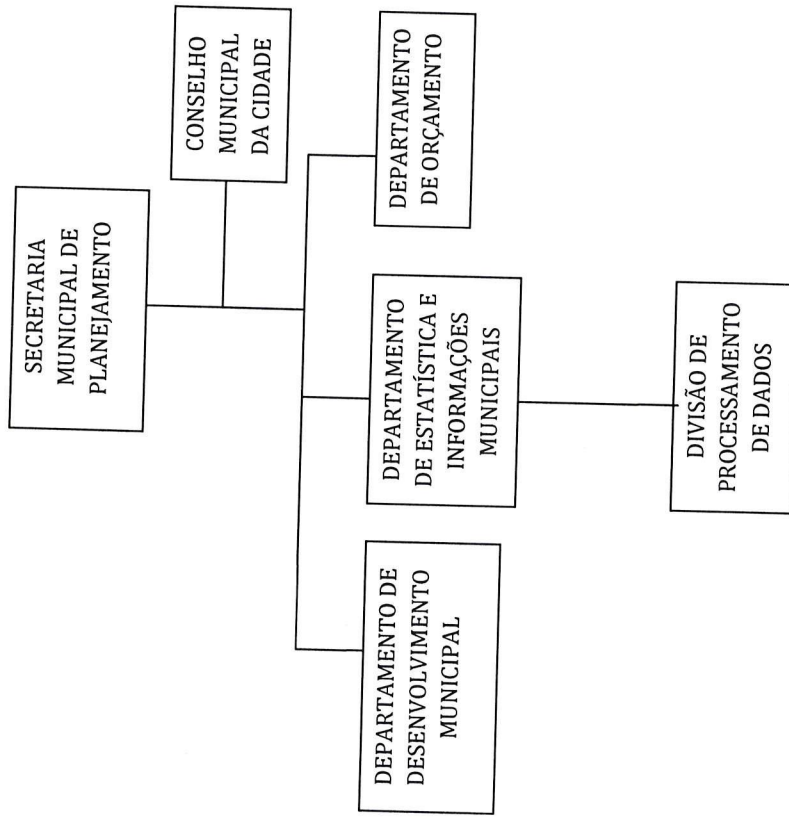 SECRETARIA
MUNICIPAL DE
PLANEJAMENTO
CONSELHO
MUNICIPAL
DA CIDADE
DEPARTAMENTO DE
DESENVOLVIMENTO
MUNICIPAL
DEPARTAMENTO
DE ESTATÍSTICA E
INFORMAÇÕES
MUNICIPAIS
DEPARTAMENTO
DE ORÇAMENTO
DIVISÃO DE
PROCESSAMENTO
DE DADOS